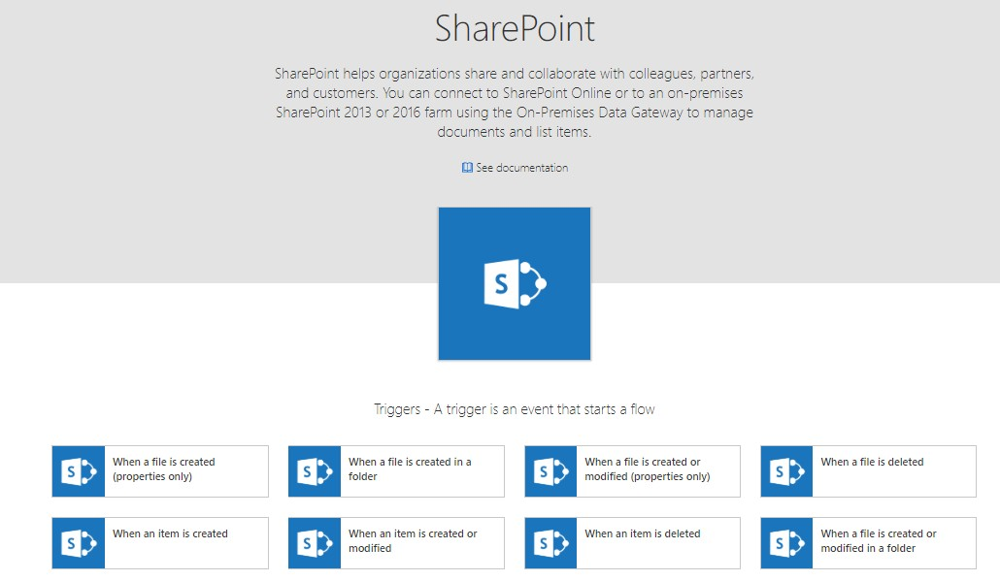 SharePoint
SharePoint helps organizations share and collaborate with colleagues, partners,
and customers. You can connect to SharePoint Online or to an on-premises
SharePoint 2013 or 2016 farm using the On-Premises Data Gateway to manage
documents and list items.
See documentation
S
Triggers - A trigger is an event that starts a flow
S
When a file is created
(properties only)
S
When a file is created in a
folder
S
When a file is created or
modified (properties only)
S
When a file is deleted
S
When an item is created
S
When an item is created or
modified
S
When an item is deleted
S
When a file is created or
modified in a folder